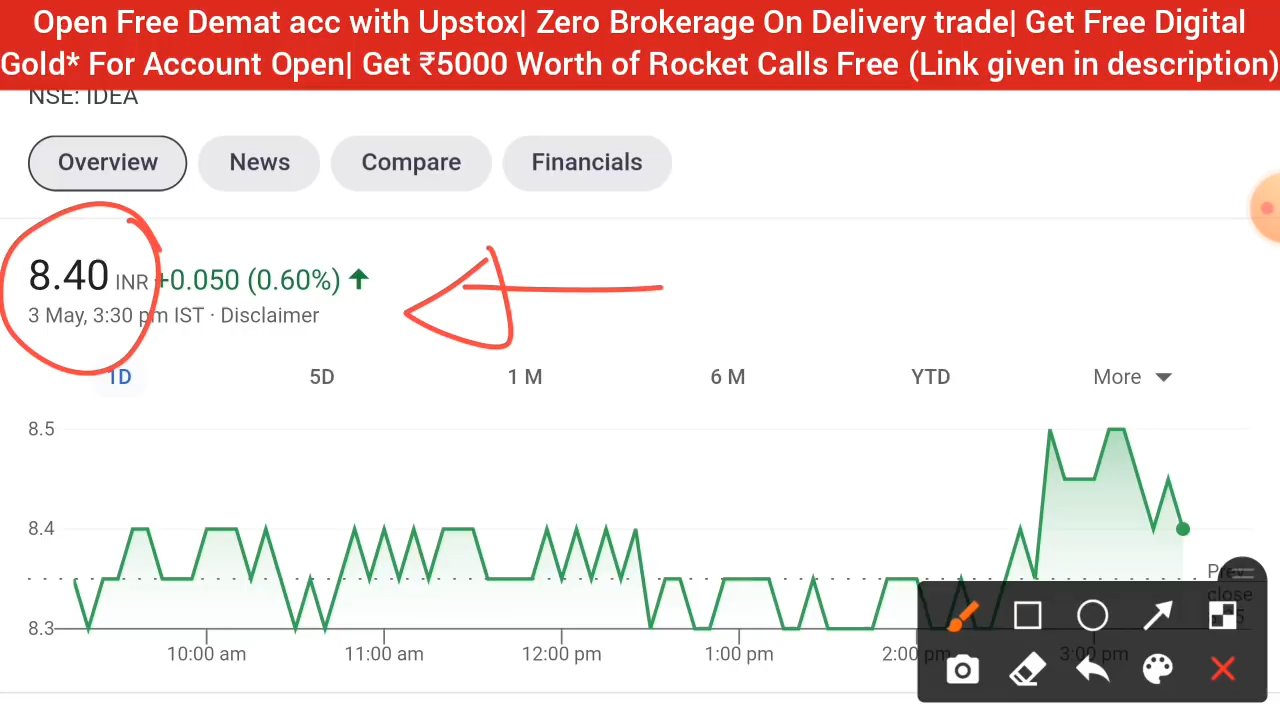 Open Free Demat acc with Upstox| Zero Brokerage On Delivery trade| Get Free Digital
Gold* For Account Open| Get ₹5000 Worth of Rocket Calls Free (Link given in description)
NSE: IDEA
Overview News Compare Financials
8.40 INR +0.050 (0.60%)
3 May, 3:30 pm IST · Disclaimer
1D 5D 1 M 6 M YTD More
8.5
8.4
8.3
Prev
close
10:00 am 11:00 am 12:00 pm 1:00 pm 2:00 pm 3:00 pm